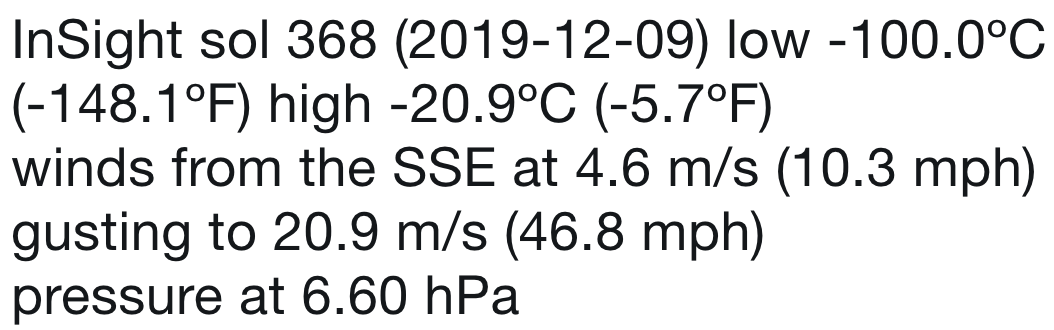 InSight sol 368 (2019-12-09) low -100.0ºC
(-148.1ºF) high -20.9ºC (-5.7ºF)
winds from the SSE at 4.6 m/s (10.3 mph)
gusting to 20.9 m/s (46.8 mph)
pressure at 6.60 hPa